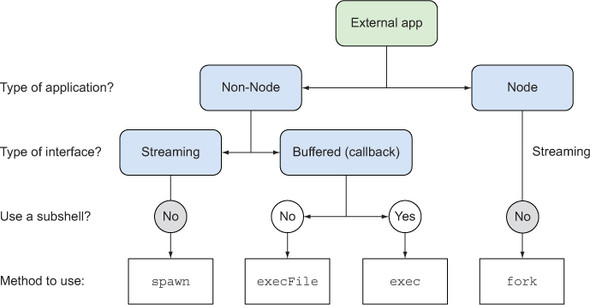 External app
Type of application?
Non-Node
Node
Type of interface?
Streaming
Buffered (callback)
Streaming
Use a subshell?
No
No
Yes
No
Method to use:
spawn
execFile
exec
fork